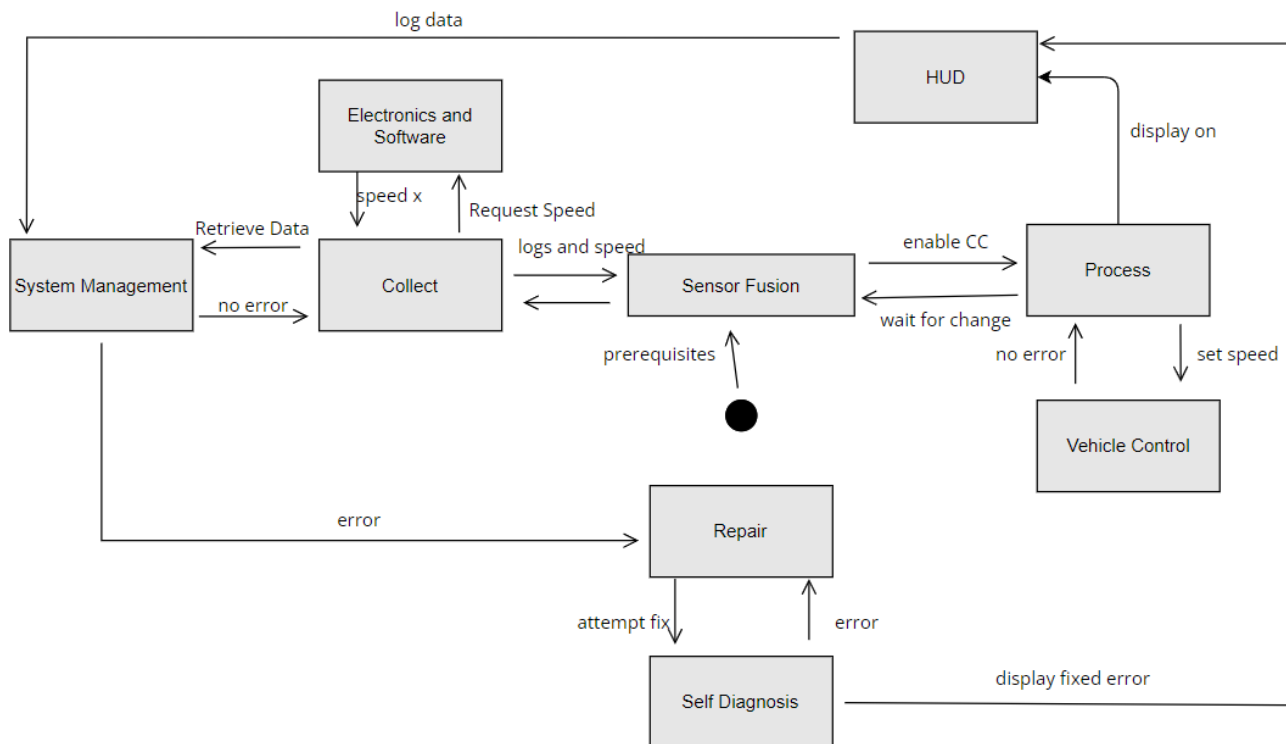 log data
HUD
Electronics and
Software
display on
speed x
Request Speed
Retrieve Data
logs and speed
enable CC
System Management
Collect
Sensor Fusion
Process
no error
wait for change
prerequisites
no error
set speed
Vehicle Control
error
Repair
attempt fix
error
display fixed error
Self Diagnosis